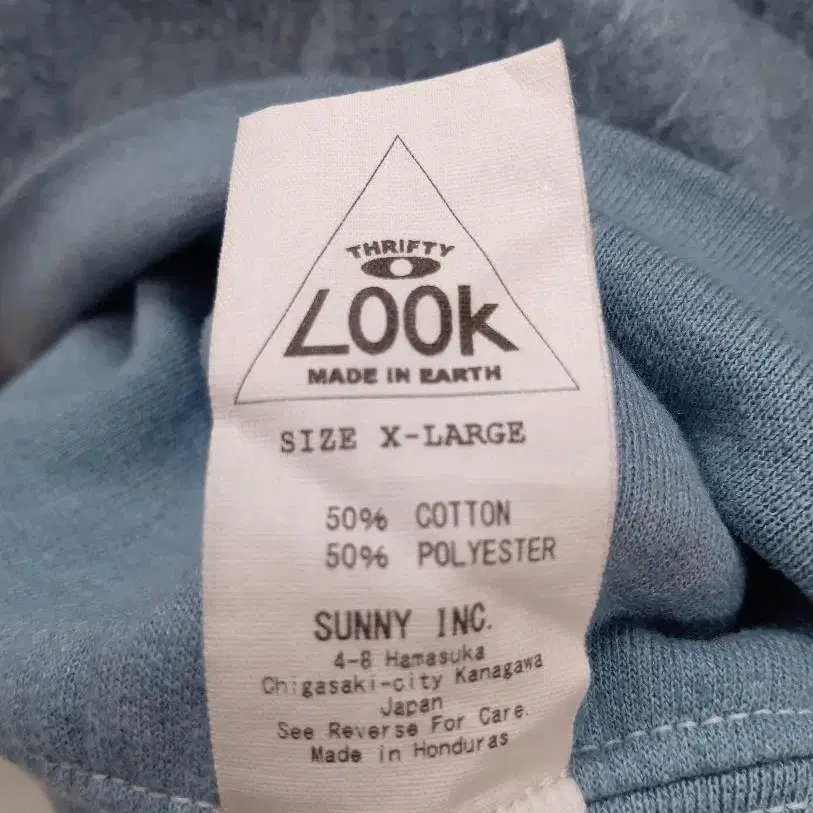 THRIFTY
LOOk
MADE IN EARTH
SIZE X-LARGE
50% COTTON
50% POLYESTER
SUNNY INC.
4-8 Hamasuka
Chigasaki-city Kanagawa
Japan
See Reverse For Care.
Made in Honduras